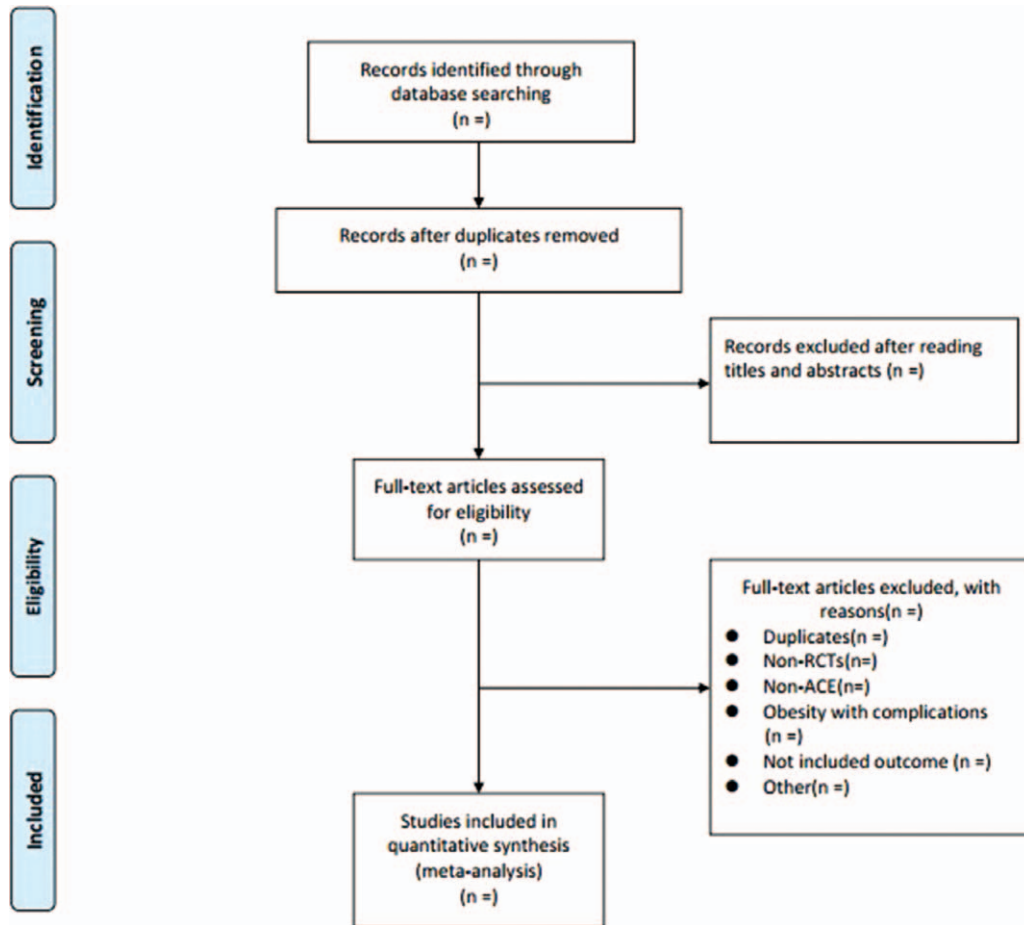 Identification
Records identified through
database searching
(n =)
Records after duplicates removed
(n =)
Screening
Records excluded after reading
titles and abstracts (n =)
Full-text articles assessed
for eligibility
(n =)
Eligibility
Full-text articles excluded, with
reasons(n =)
● Duplicates(n =)
● Non-RCTs(n=)
● Non-ACE(n=)
● Obesity with complications
(n =)
● Not included outcome (n =)
● Other(n =)
Included
Studies included in
quantitative synthesis
(meta-analysis)
(n =)